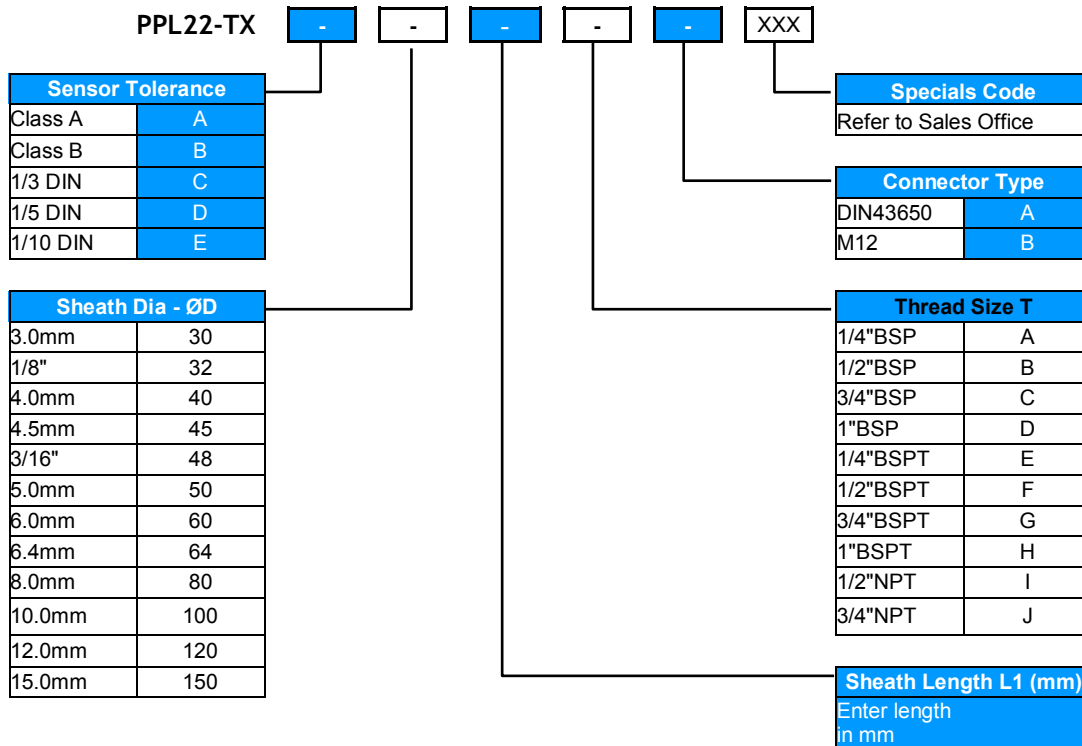 PPL22-TX - - - - - XXX
Sensor Tolerance
Class A A
Class B B
1/3 DIN C
1/5 DIN D
1/10 DIN E
Sheath Dia - ØD
3.0mm 30
1/8" 32
4.0mm 40
4.5mm 45
3/16" 48
5.0mm 50
6.0mm 60
6.4mm 64
8.0mm 80
10.0mm 100
12.0mm 120
15.0mm 150
Specials Code
Refer to Sales Office
Connector Type
DIN43650 A
M12 B
Thread Size T
1/4"BSP A
1/2"BSP B
3/4"BSP C
1"BSP D
1/4"BSPT E
1/2"BSPT F
3/4"BSPT G
1"BSPT H
1/2"NPT I
3/4"NPT J
Sheath Length L1 (mm)
Enter length
in mm